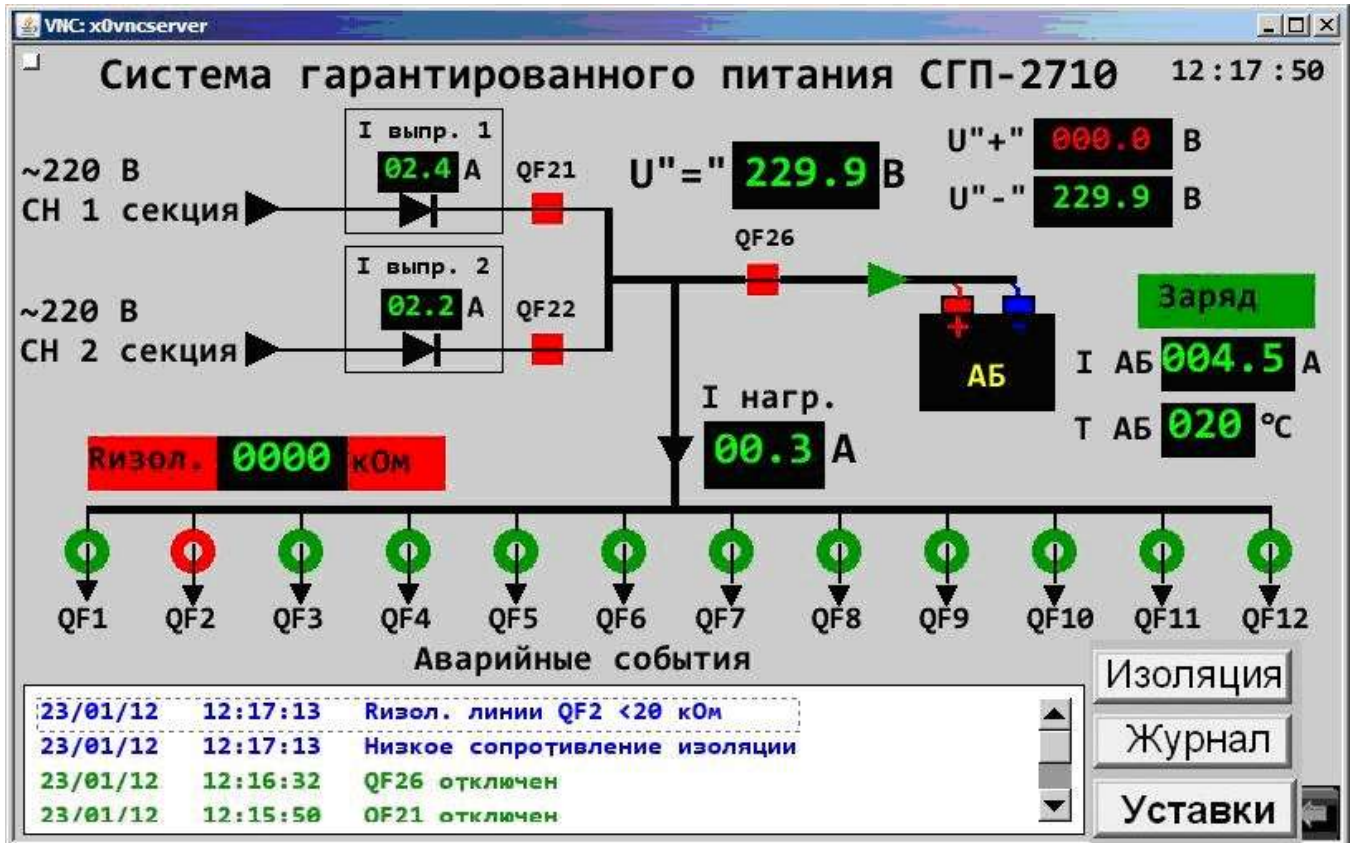 VNC: x0vncserver
Система гарантированного питания СГП-2710 12:17:50
I выпр. 1
02.4 А
~220 В
СН 1 секция
QF21
U"=" 229.9 В
U"+" 000.0 В
U"-" 229.9 В
I выпр. 2
02.2 А
~220 В
СН 2 секция
QF22
QF26
+ -
АБ
Заряд
I АБ 004.5 А
Т АБ 020 °С
I нагр.
00.3 А
Rизол. 0000 кОм
QF1 QF2 QF3 QF4 QF5 QF6 QF7 QF8 QF9 QF10 QF11 QF12
Аварийные события
23/01/12 12:17:13 Rизол. линии QF2 <20 кОм
23/01/12 12:17:13 Низкое сопротивление изоляции
23/01/12 12:16:32 QF26 отключен
23/01/12 12:15:50 QF21 отключен
Изоляция
Журнал
Уставки